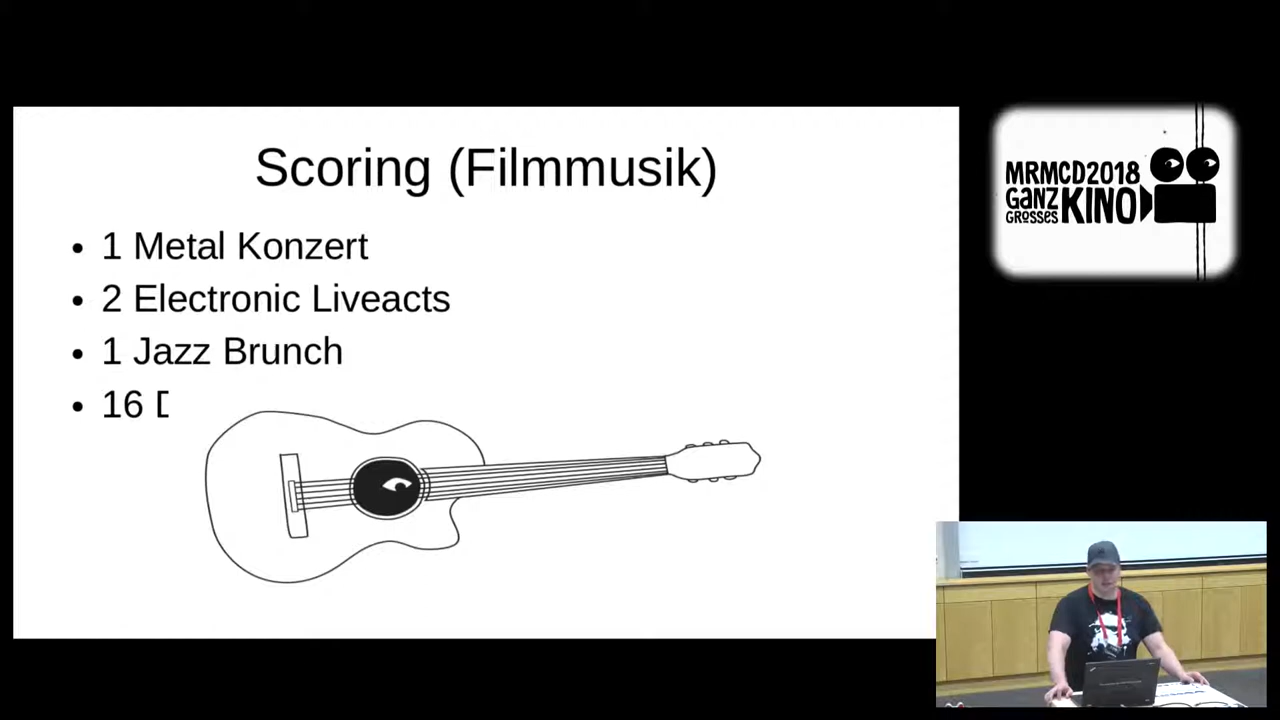 Scoring (Filmmusik)
1 Metal Konzert
2 Electronic Liveacts
1 Jazz Brunch
16
MRMCD2018
GANZ
GROSSES
KINO